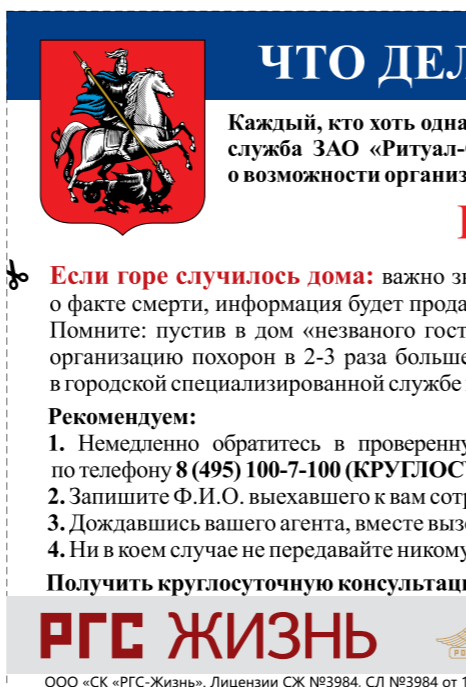 ЧТО ДЕЛ
Каждый, кто хоть одна
служба ЗАО «Ритуал-
о возможности организ
Если горе случилось дома: важно зн
о факте смерти, информация будет прода
Помните: пустив в дом «незваного гост
организацию похорон в 2-3 раза больше
в городской специализированной службе
Рекомендуем:
1. Немедленно обратитесь в проверенну
по телефону 8 (495) 100-7-100 (КРУГЛОСУ
2. Запишите Ф.И.О. выехавшего к вам сотр
3. Дождавшись вашего агента, вместе вызо
4. Ни в коем случае не передавайте никому
Получить круглосуточную консультаци
РГС ЖИЗНЬ
ООО «СК «РГС-Жизнь». Лицензии СЖ №3984, СЛ №3984 от 1